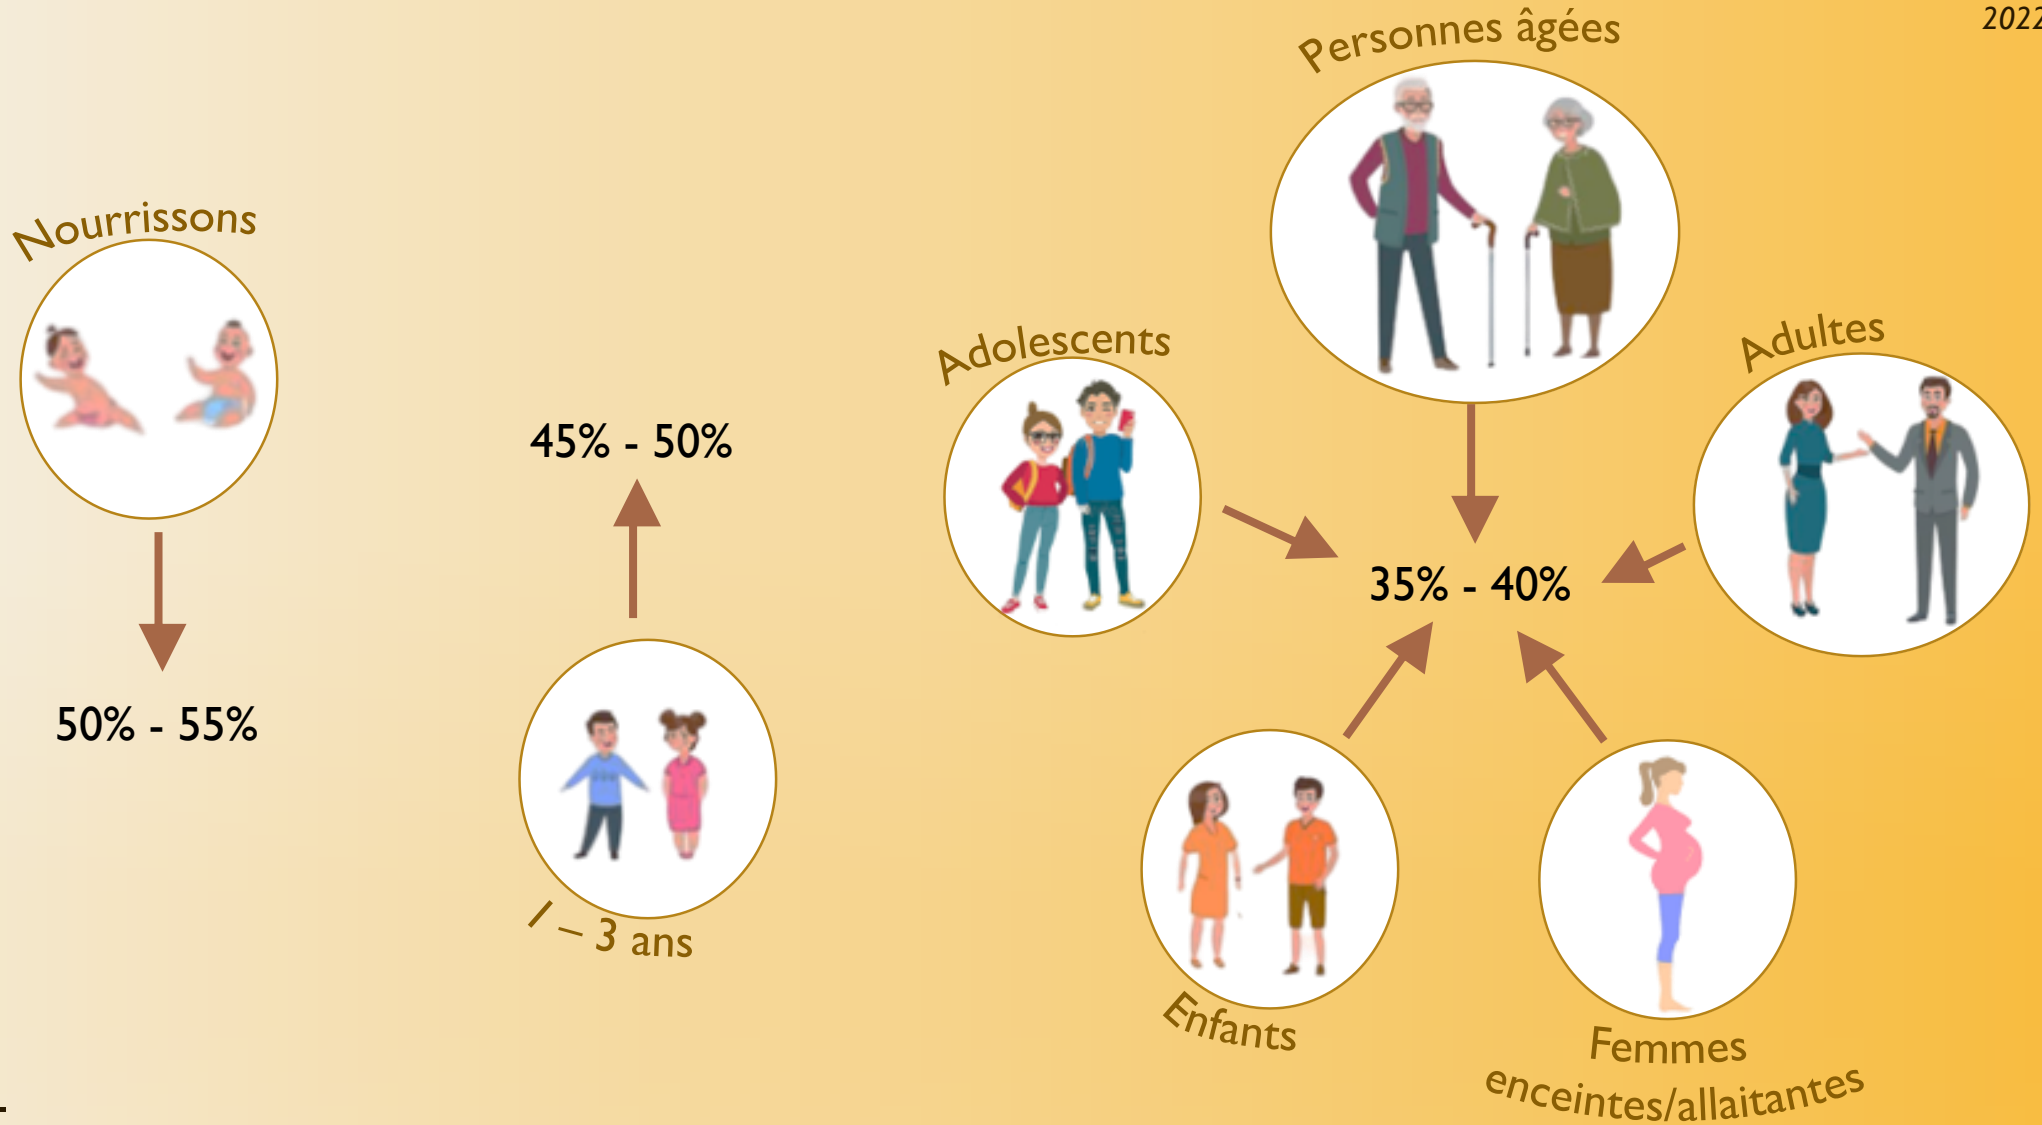 2022
Personnes âgées
Nourrissons
Adolescents
Adultes
45% - 50%
35% - 40%
50% - 55%
1 – 3 ans
Enfants
Femmes
enceintes/allaitantes